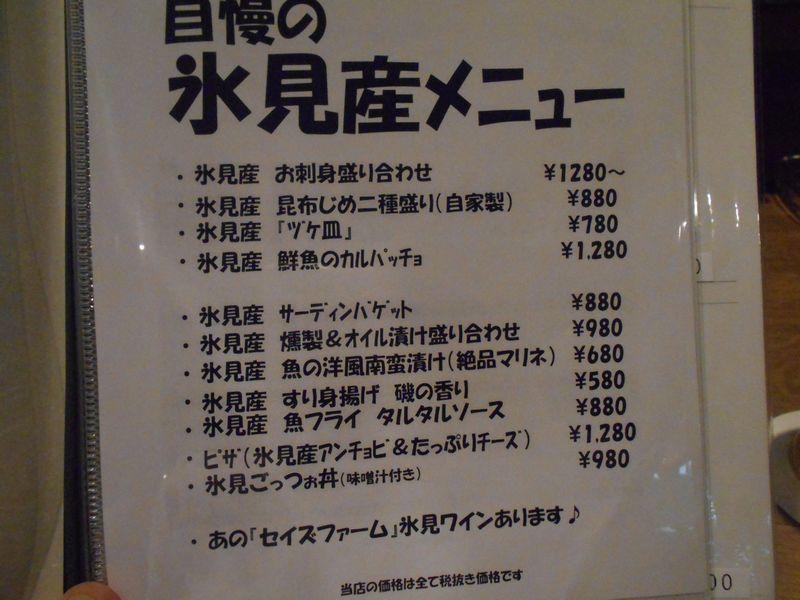 自慢の
氷見産メニュー
・氷見産 お刺身盛り合わせ ¥1280～
・氷見産 昆布じめ二種盛り(自家製) ¥880
・氷見産 『ヅケ皿』 ¥780
・氷見産 鮮魚のカルパッチョ ¥1,280
・氷見産 サーディンバゲット ¥880
・氷見産 燻製＆オイル漬け盛り合わせ ¥980
・氷見産 魚の洋風南蛮漬け(絶品マリネ) ¥680
・氷見産 すり身揚げ 磯の香り ¥580
・氷見産 魚フライ タルタルソース ¥880
・ピザ(氷見産アンチョビ＆たっぷりチーズ) ¥1,280
・氷見ごっつぉ丼(味噌汁付き) ¥980
・あの『セイズファーム』氷見ワインあります♪
当店の価格は全て税抜き価格です